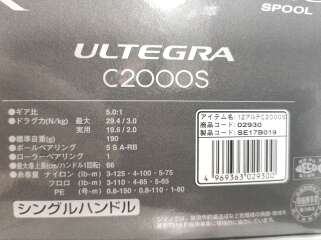 SPOOL
ULTEGRA
C2000S
●ギア比 5.0:1
●ドラグ力(N/kg) 最大 29.4/3.0
実用 19.6/2.0
●標準自重(g) 190
●ボールベアリング 5 S A-RB
●ローラーベアリング 1
●最大巻上長(cm/ハンドル1回転) 66
●糸巻量 ナイロン (lb-m) 3-125・4-100・5-75
フロロ (lb-m) 3-110・4-85・5-65
PE (号-m) 0.6-150・0.8-110・1-80
シングルハンドル
アイテム名: 12アルテC2000S
商品コード: 02930
製品コード: SE17B019
4 969363 029300